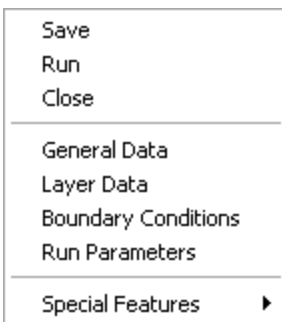 Save
Run
Close
General Data
Layer Data
Boundary Conditions
Run Parameters
Special Features